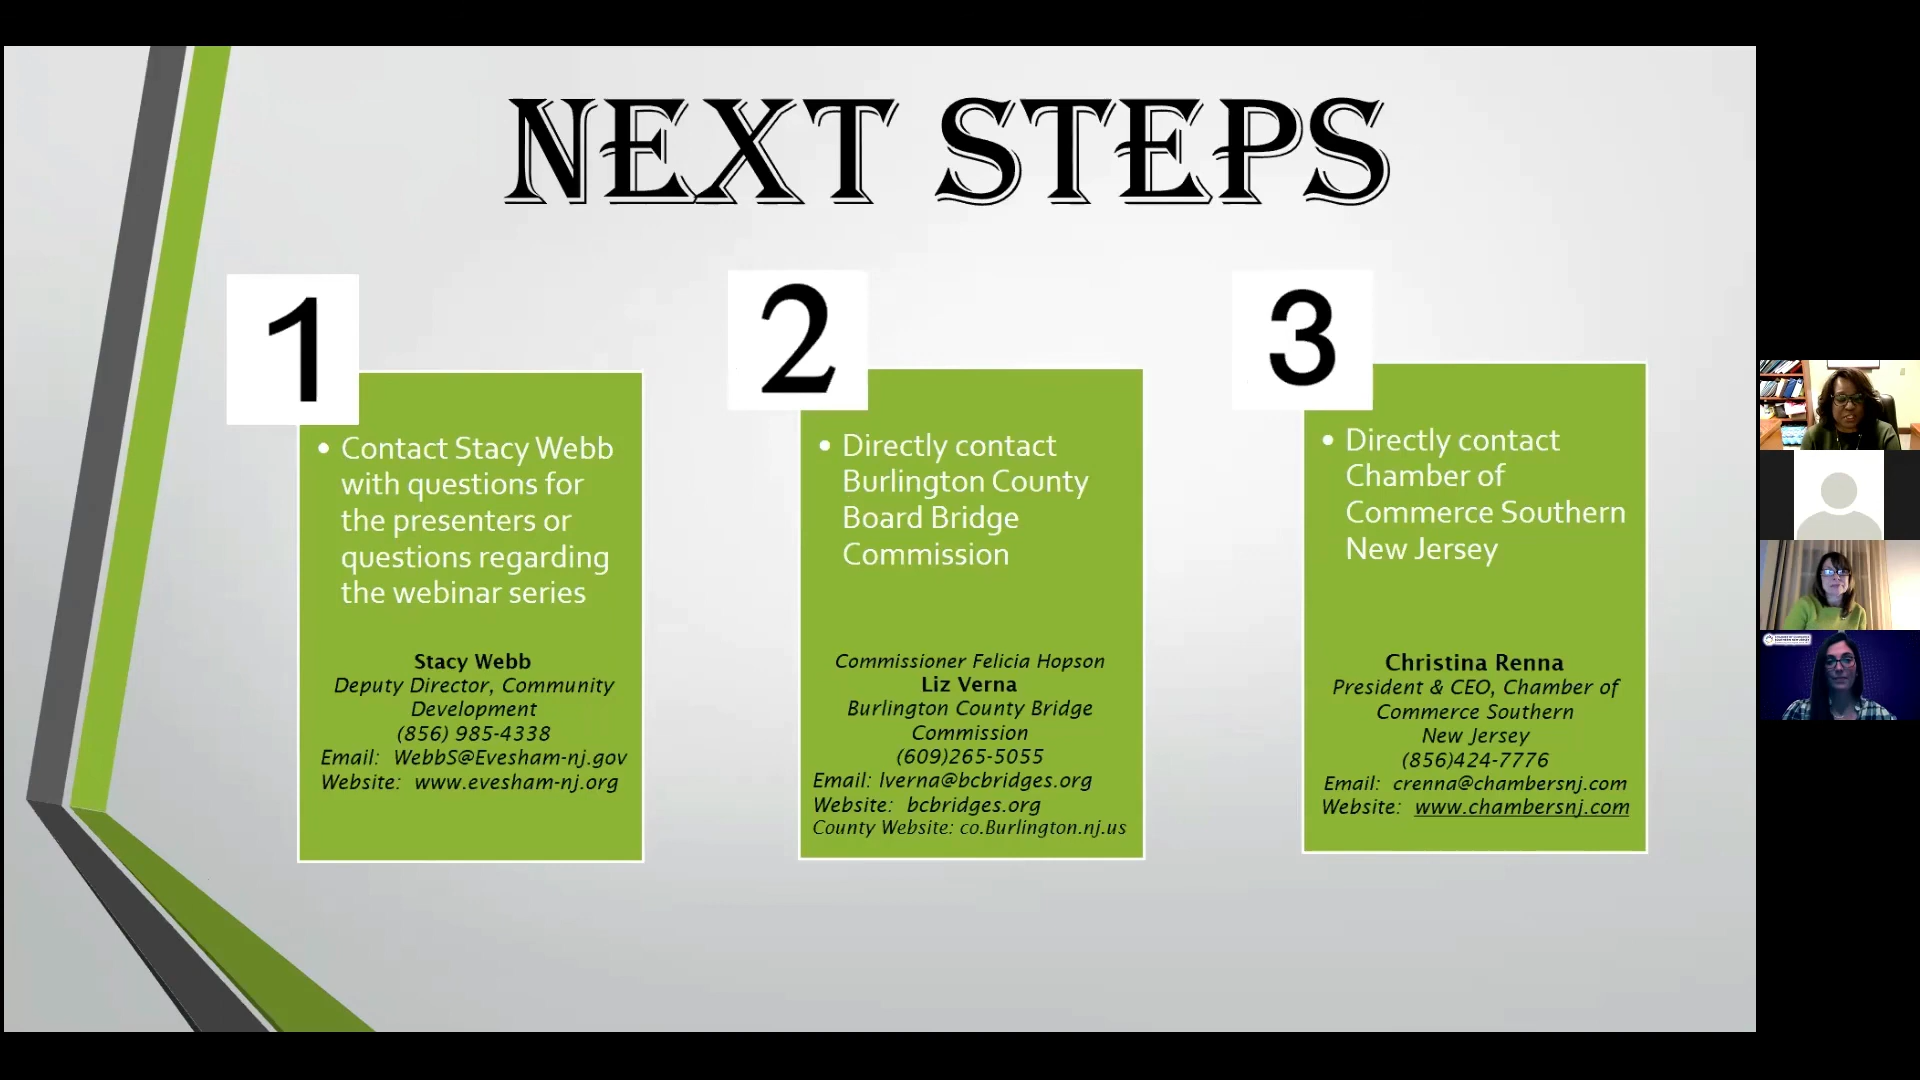 NEXT STEPS
1
• Contact Stacy Webb
with questions for
the presenters or
questions regarding
the webinar series
Stacy Webb
Deputy Director, Community
Development
(856) 985-4338
Email: WebbS@Evesham-nj.gov
Website: www.evesham-nj.org
2
• Directly contact
Burlington County
Board Bridge
Commission
Commissioner Felicia Hopson
Liz Verna
Burlington County Bridge
Commission
(609)265-5055
Email: lverna@bcbridges.org
Website: bcbridges.org
County Website: co.Burlington.nj.us
3
• Directly contact
Chamber of
Commerce Southern
New Jersey
Christina Renna
President & CEO, Chamber of
Commerce Southern
New Jersey
(856)424-7776
Email: crenna@chambersnj.com
Website: www.chambersnj.com